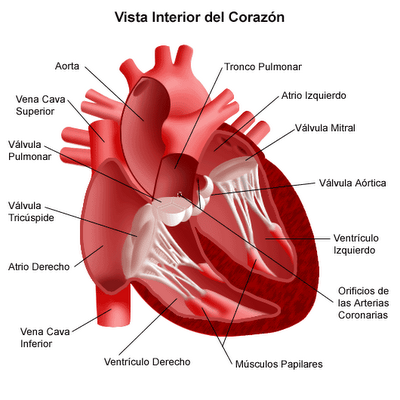 Vista Interior del Corazón
Aorta
Tronco Pulmonar
Vena Cava
Superior
Atrio Izquierdo
Válvula
Pulmonar
Válvula Mitral
Válvula Aórtica
Válvula
Tricúspide
Ventrículo
Izquierdo
Atrio Derecho
Orificios de
las Arterias
Coronarias
Vena Cava
Inferior
Ventrículo Derecho
Músculos Papilares